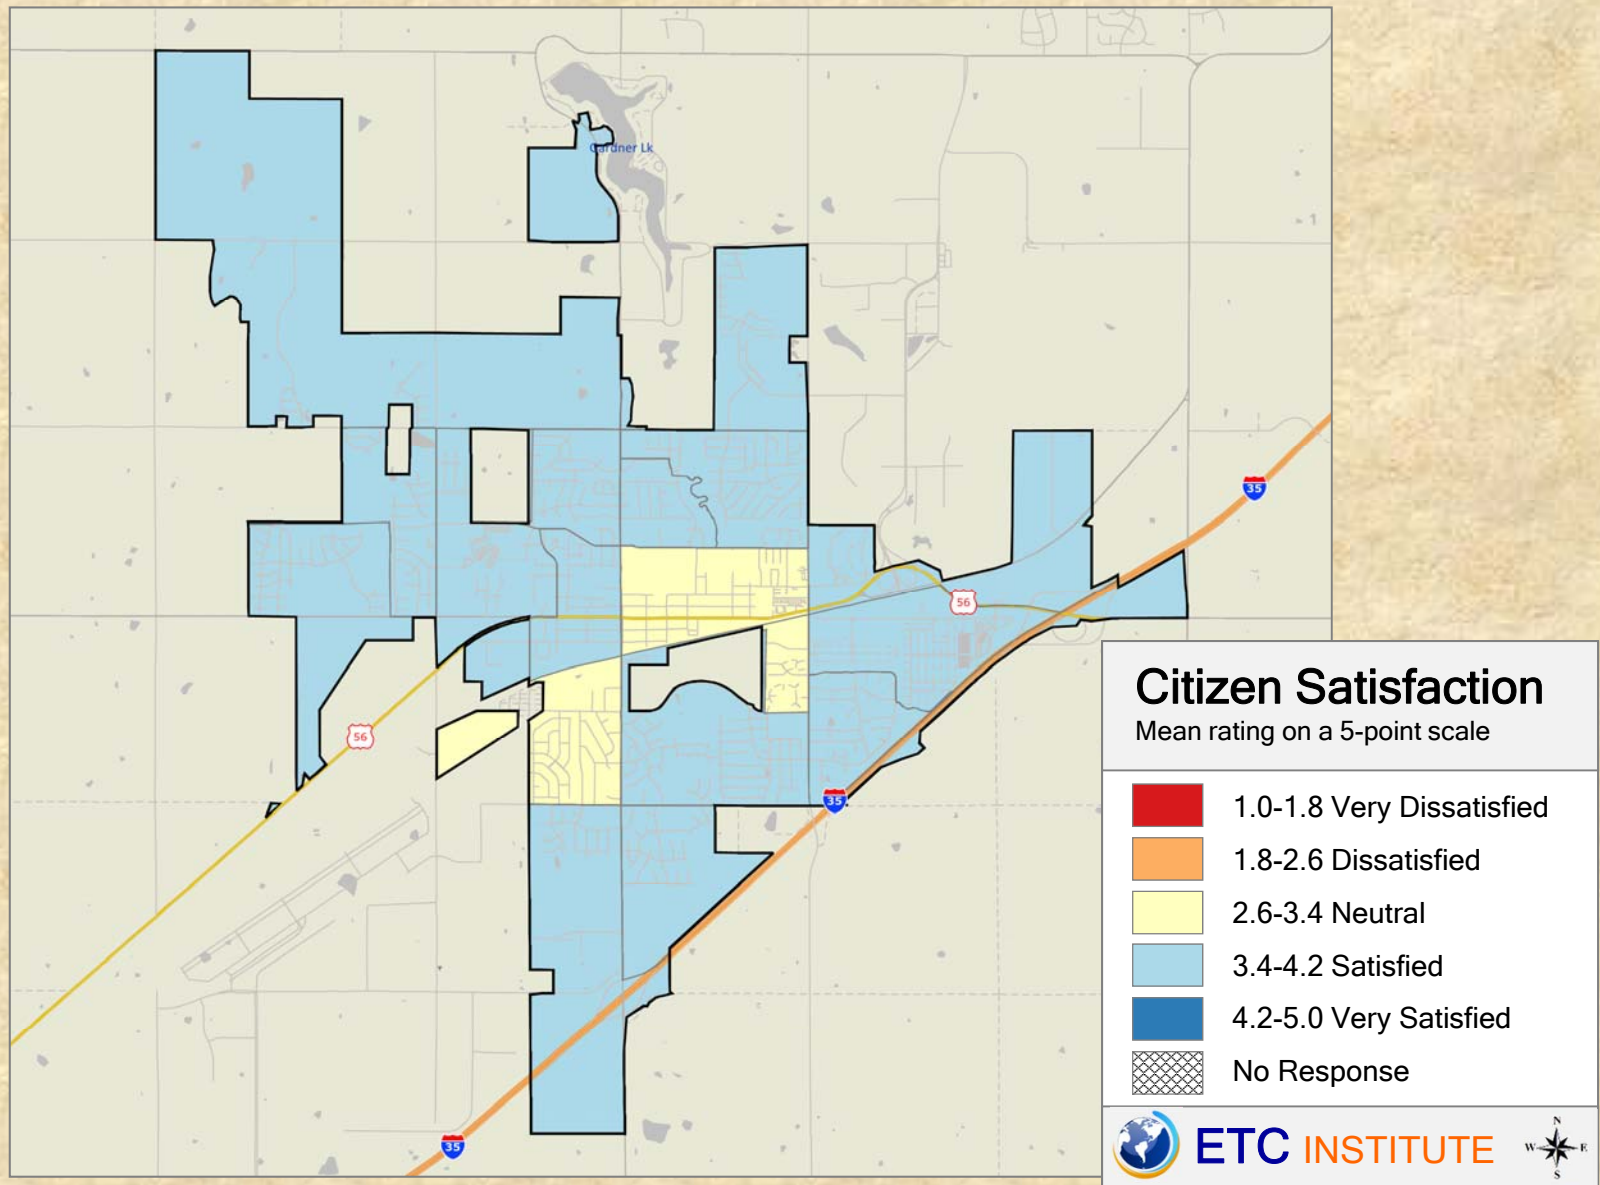 Gardner Lk
1
35
56
56
35
35
Citizen Satisfaction
Mean rating on a 5-point scale
1.0-1.8 Very Dissatisfied
1.8-2.6 Dissatisfied
2.6-3.4 Neutral
3.4-4.2 Satisfied
4.2-5.0 Very Satisfied
No Response
ETC INSTITUTE
N
W E
S